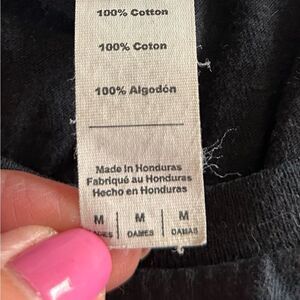 100% Cotton
100% Coton
100% Algodón
Made in Honduras
Fabriqué au Honduras
Hecho en Honduras
M M M
DAMES DAMAS